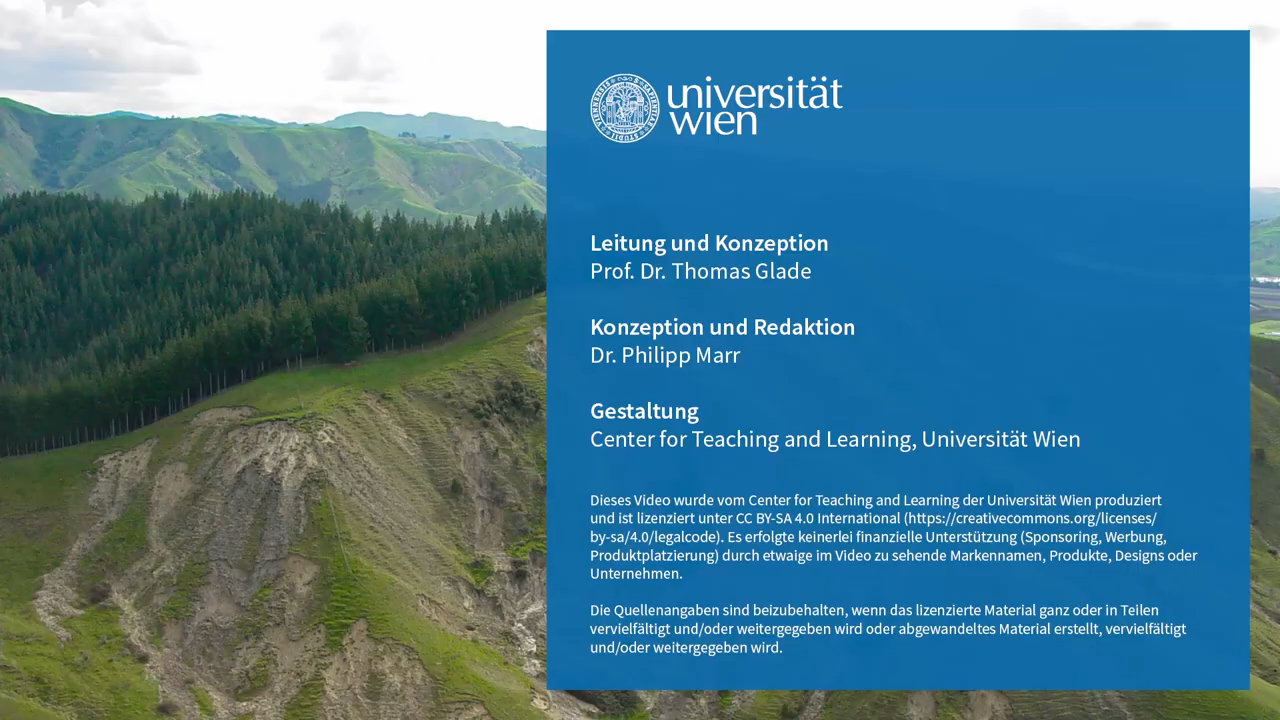 universität
wien
Leitung und Konzeption
Prof. Dr. Thomas Glade
Konzeption und Redaktion
Dr. Philipp Marr
Gestaltung
Center for Teaching and Learning, Universität Wien
Dieses Video wurde vom Center for Teaching and Learning der Universität Wien produziert
und ist lizenziert unter CC BY-SA 4.0 International (https://creativecommons.org/licenses/
by-sa/4.0/legalcode). Es erfolgte keinerlei finanzielle Unterstützung (Sponsoring, Werbung,
Produktplatzierung) durch etwaige im Video zu sehende Markennamen, Produkte, Designs oder
Unternehmen.
Die Quellenangaben sind beizubehalten, wenn das lizenzierte Material ganz oder in Teilen
vervielfältigt und/oder weitergegeben wird oder abgewandeltes Material erstellt, vervielfältigt
und/oder weitergegeben wird.